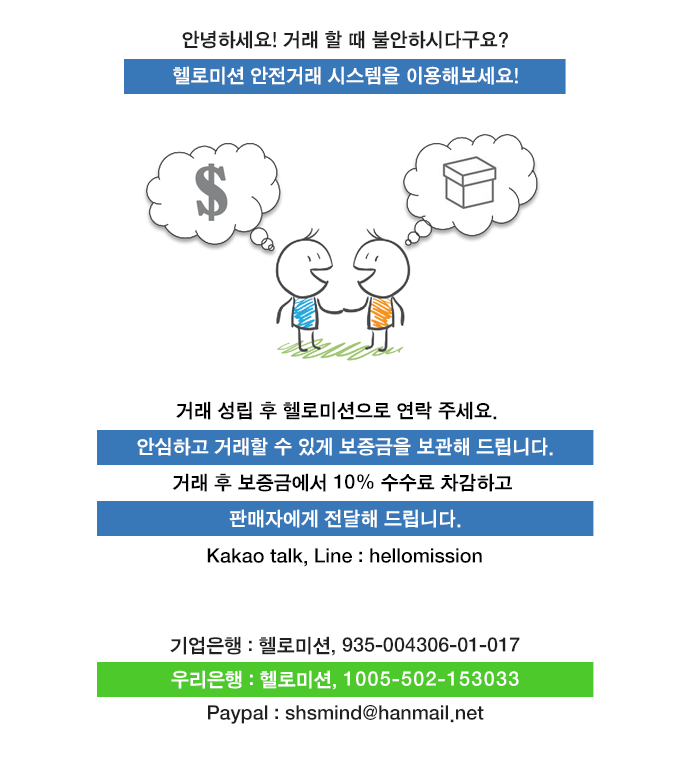 안녕하세요! 거래 할 때 불안하시다구요?
헬로미션 안전거래 시스템을 이용해보세요!
$
거래 성립 후 헬로미션으로 연락 주세요.
안심하고 거래할 수 있게 보증금을 보관해 드립니다.
거래 후 보증금에서 10% 수수료 차감하고
판매자에게 전달해 드립니다.
Kakao talk, Line : hellomission
기업은행 : 헬로미션, 935-004306-01-017
우리은행 : 헬로미션, 1005-502-153033
Paypal : shsmind@hanmail.net